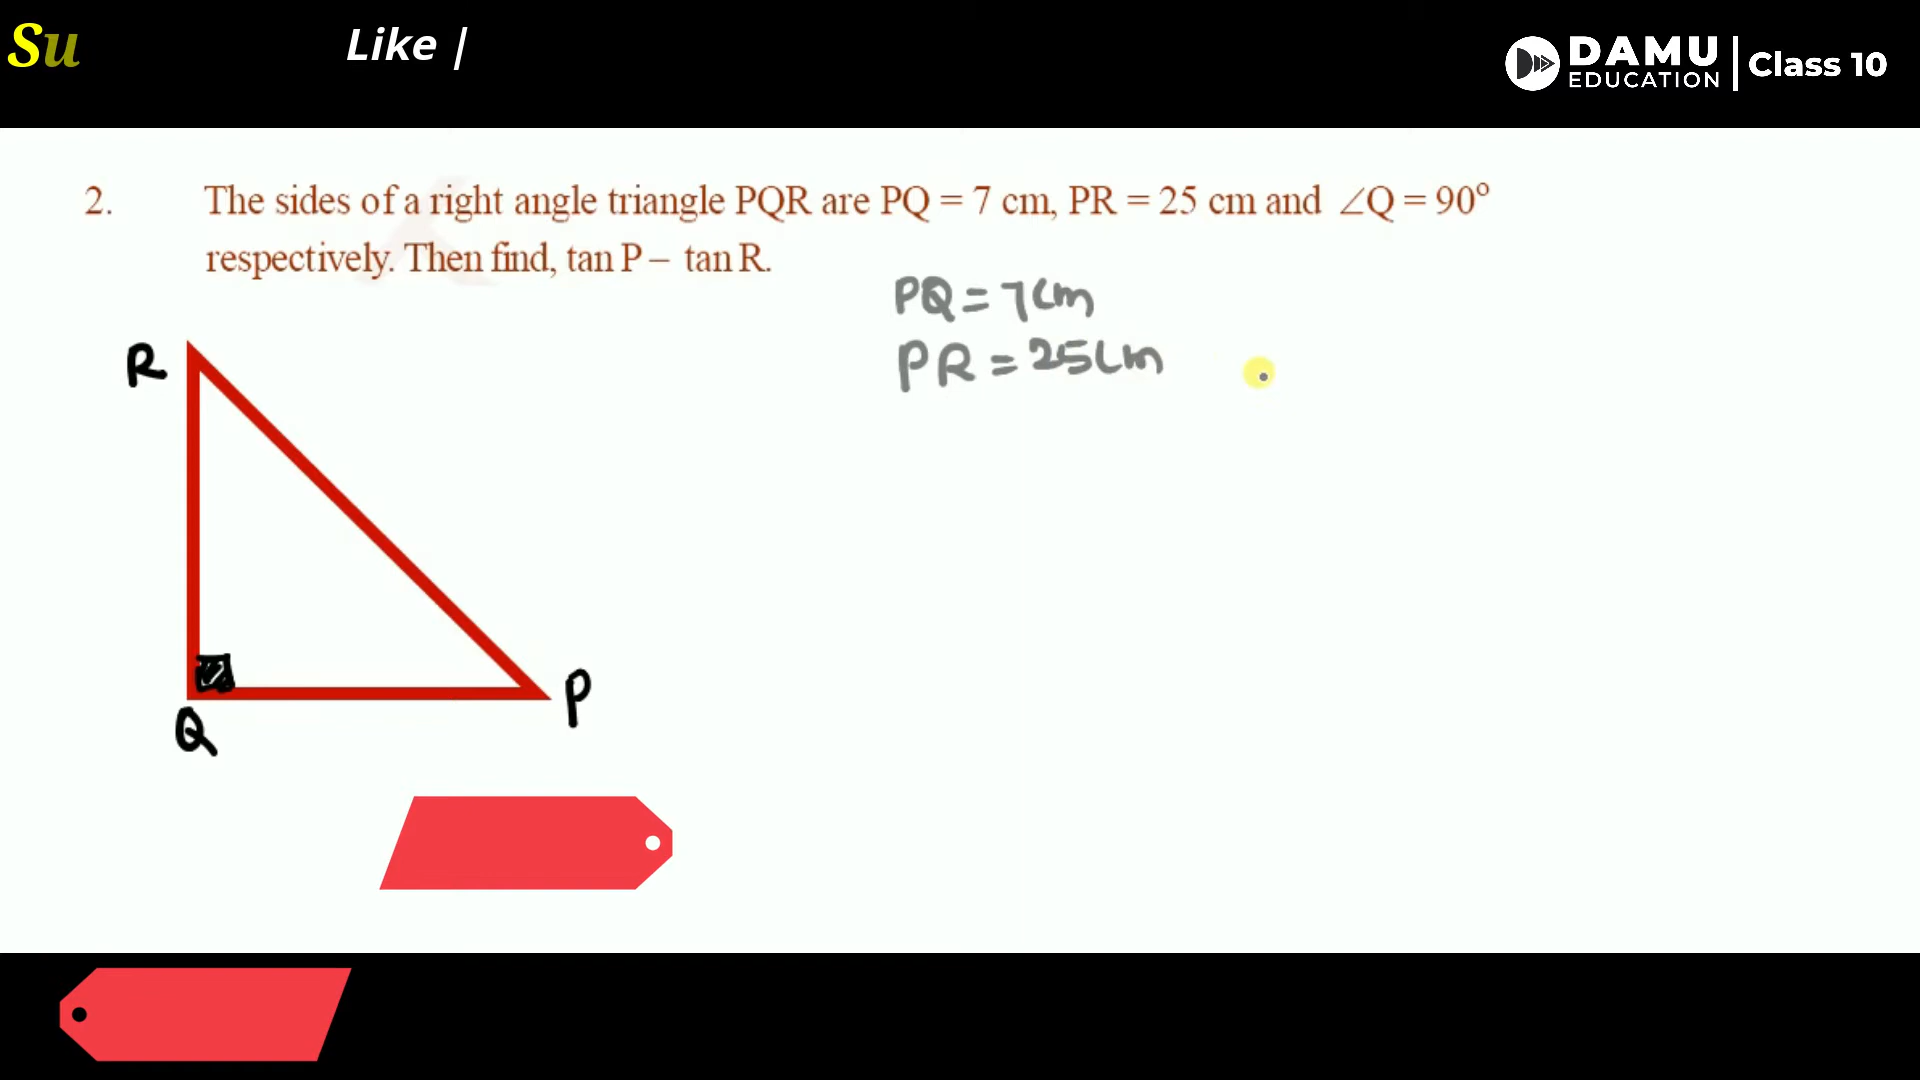 Su Like |
DAMU
EDUCATION
Class 10
2. The sides of a right angle triangle PQR are PQ = 7 cm, PR = 25 cm and ∠Q = 90°
respectively. Then find, tan P – tan R.
PQ = 7cm
PR = 25cm
R
P
Q